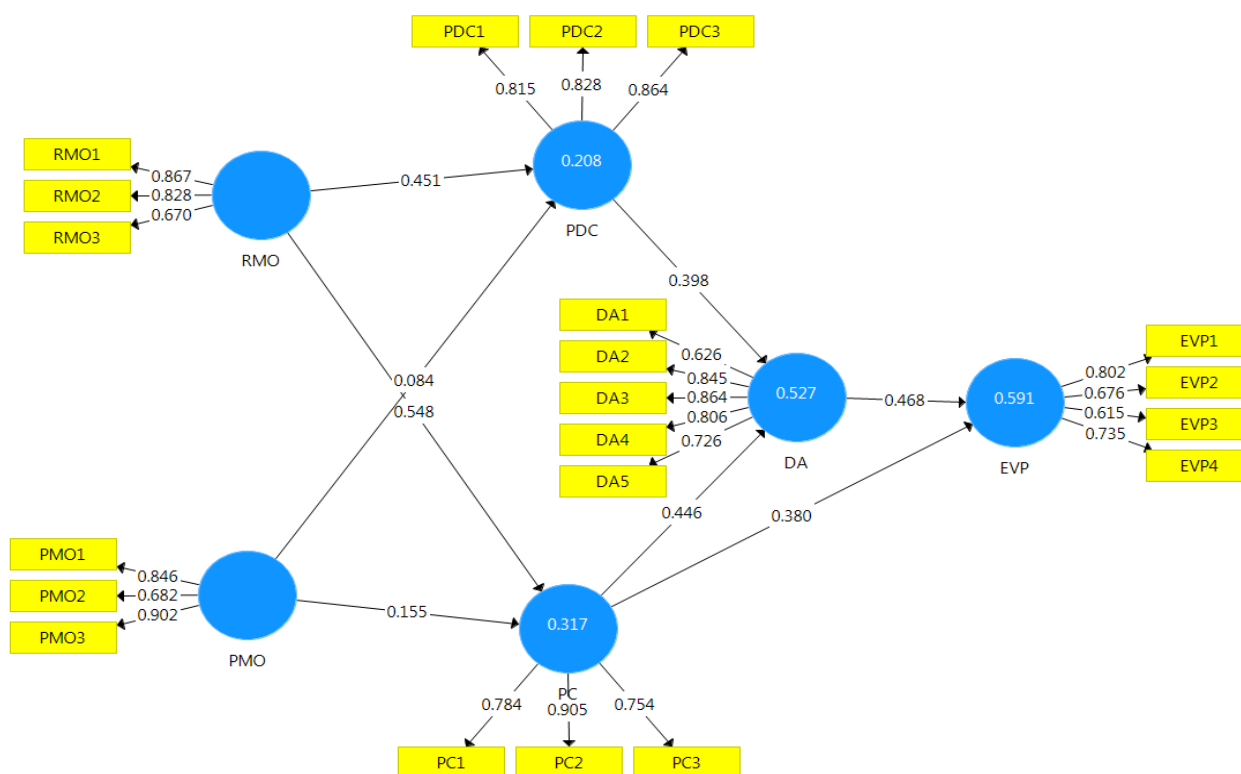 PDC1 PDC2 PDC3
0.815 0.828 0.864
RMO1
RMO2
RMO3
0.867
0.828
0.670
RMO
0.451
0.208
PDC
0.398
0.084
0.548
DA1
DA2
DA3
DA4
DA5
0.626
0.845
0.864
0.806
0.726
0.527
DA
0.468
0.591
EVP
0.802
0.676
0.615
0.735
EVP1
EVP2
EVP3
EVP4
0.446
0.380
PMO1
PMO2
PMO3
0.846
0.682
0.902
PMO
0.155
0.317
PC
0.784 0.905 0.754
PC1 PC2 PC3